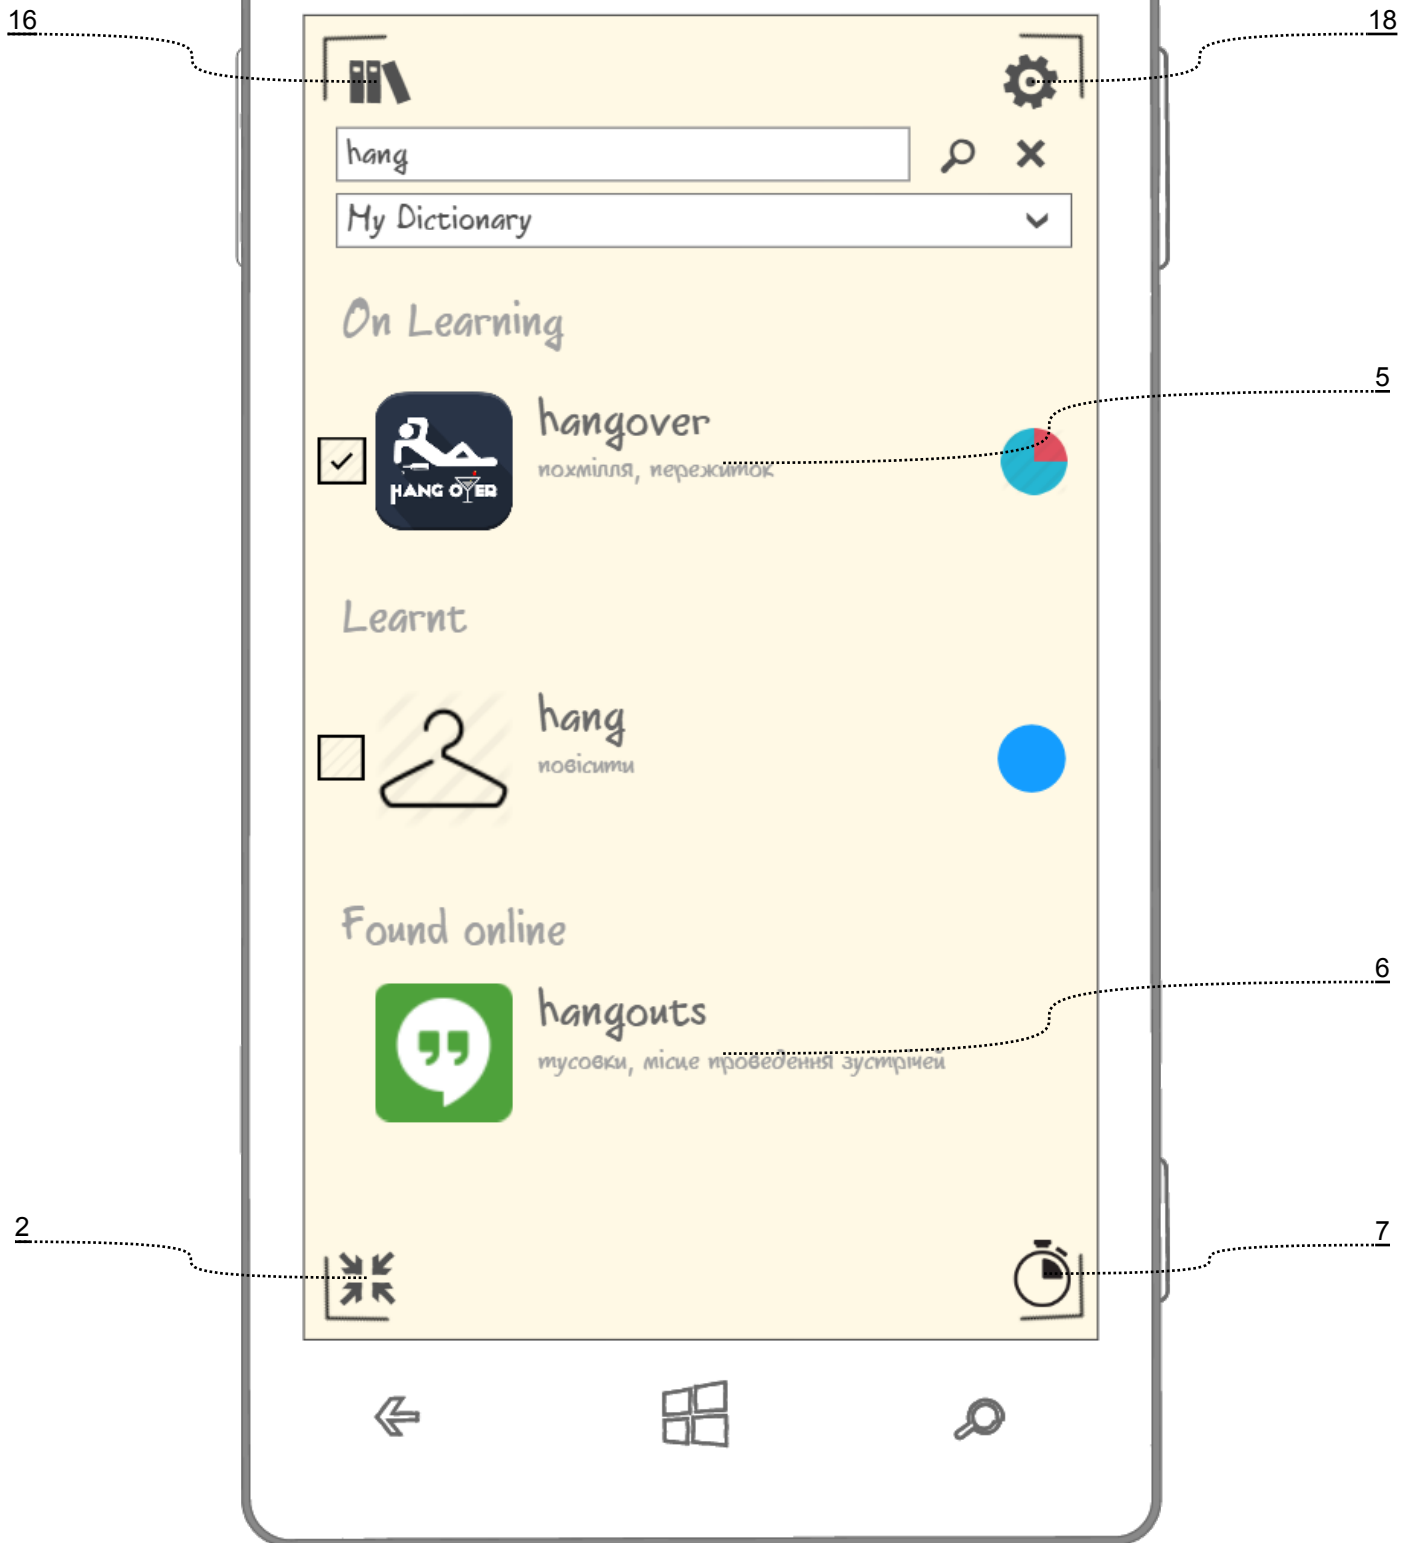 16
18
hang
My Dictionary
On Learning
5
HANG OVER
hangover
похмілля, пережиток
Learnt
hang
повісити
Found online
6
hangouts
тусовки, місце проведення зустрічей
2
7